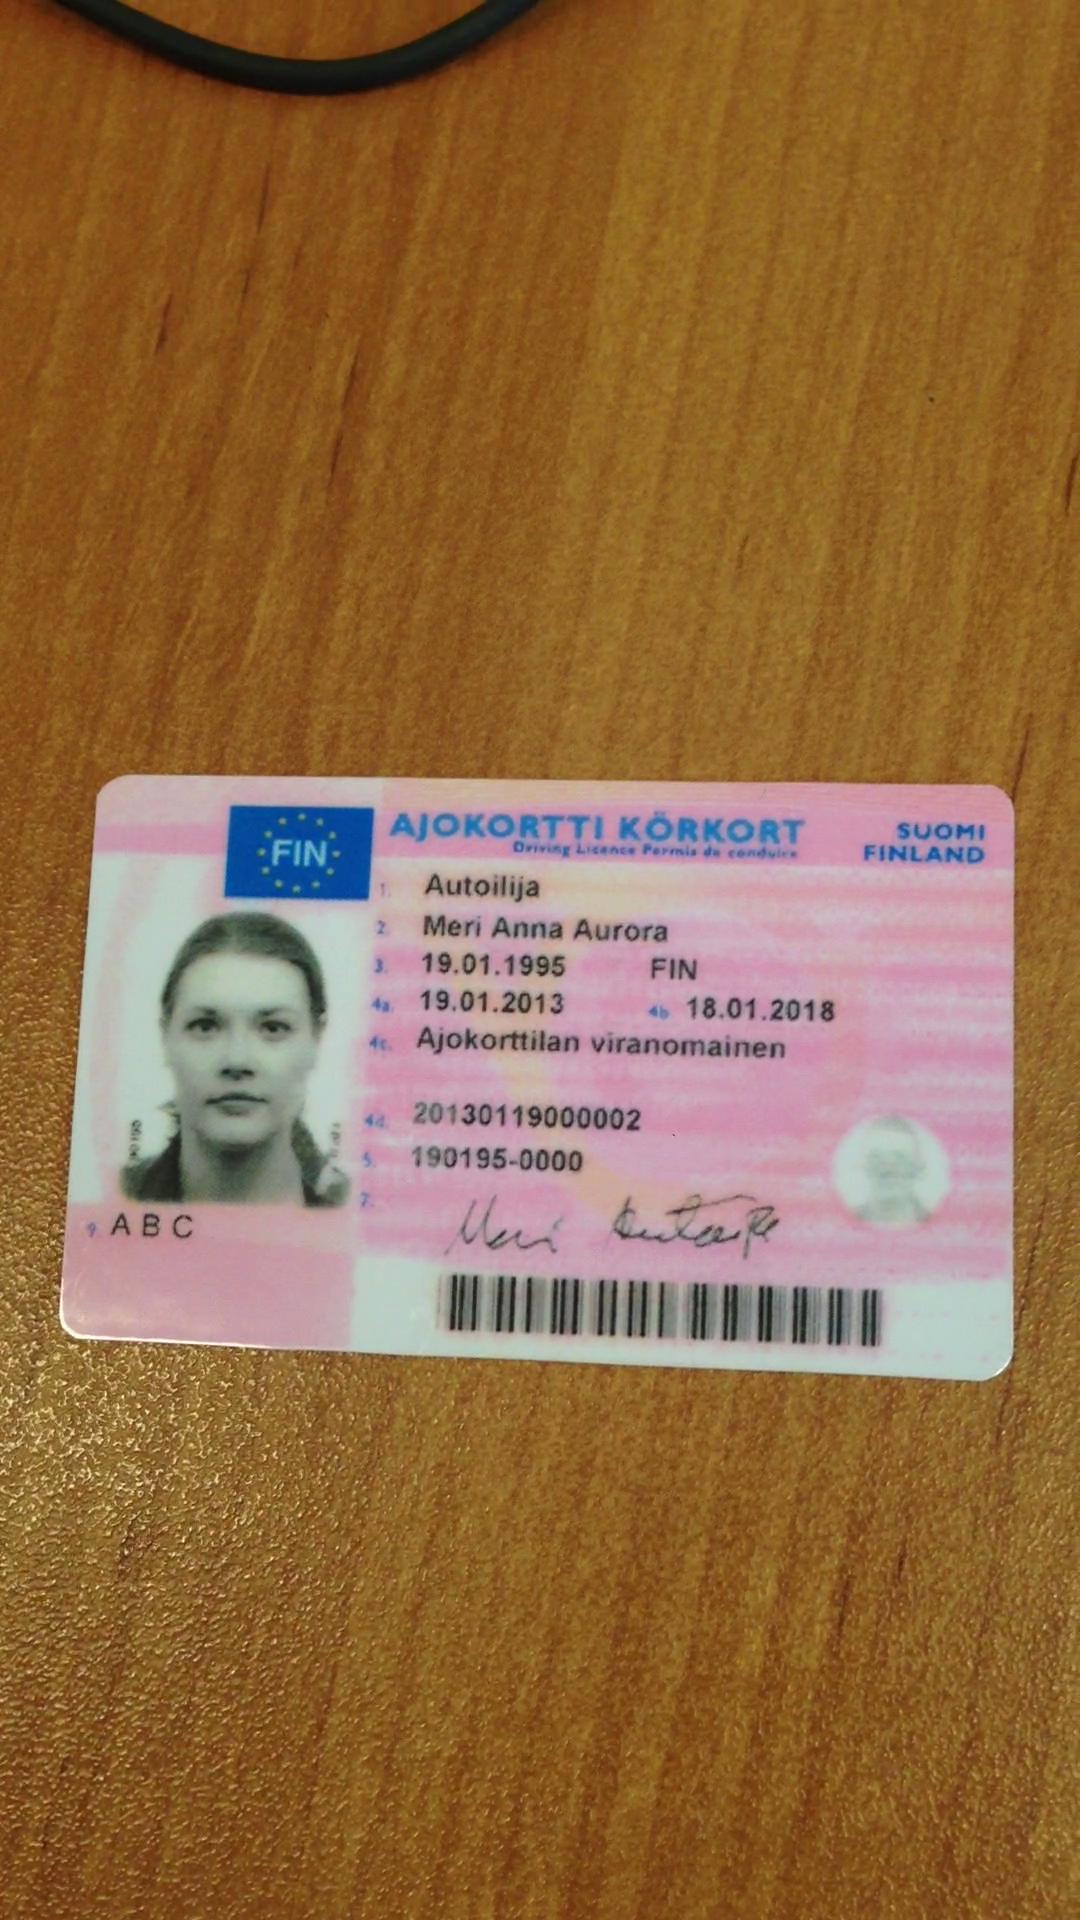 FIN
AJOKORTTI KÖRKORT
Driving Licence Permis de conduire
SUOMI
FINLAND
1. Autoilija
2. Meri Anna Aurora
3. 19.01.1995 FIN
4a. 19.01.2013 4b 18.01.2018
4c. Ajokorttilan viranomainen
4d. 20130119000002
5. 190195-0000
7. Meri Autoilija
9. A B C